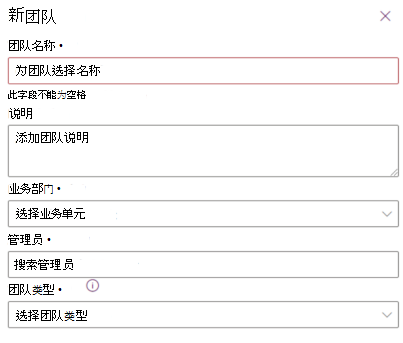 新团队
团队名称 •
为团队选择名称
此字段不能为空格
说明
添加团队说明
业务部门 •
选择业务单元
管理员 •
搜索管理员
团队类型 •
选择团队类型